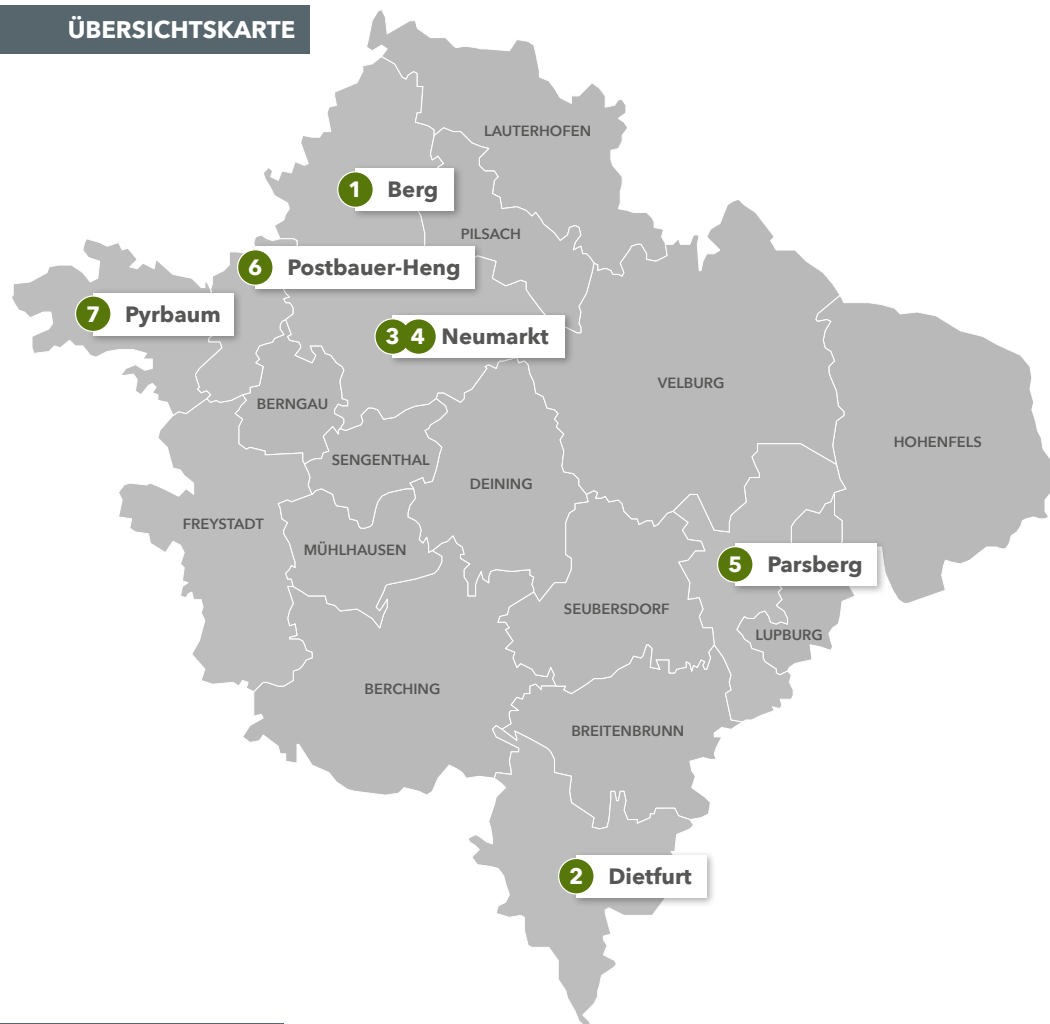 ÜBERSICHTSKARTE
LAUTERHOFEN
1 Berg
PILSACH
6 Postbauer-Heng
7 Pyrbaum
3 4 Neumarkt
VELBURG
BERNGAU
HOHENFELS
SENGENTHAL
DEINING
FREYSTADT
MÜHLHAUSEN
5 Parsberg
SEUBERSDORF
LUPBURG
BERCHING
BREITENBRUNN
2 Dietfurt